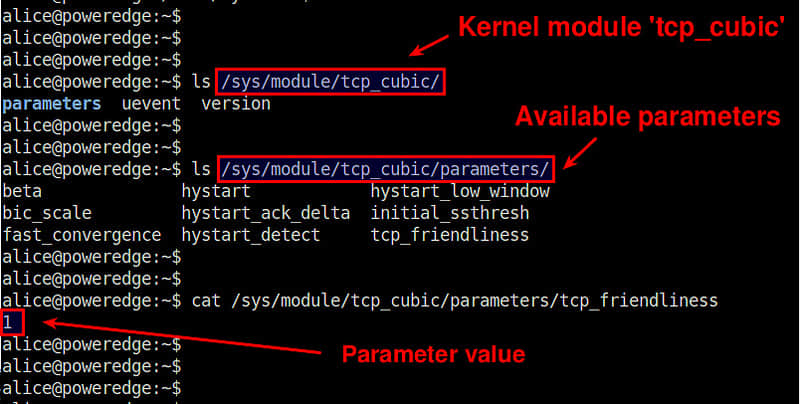 alice@poweredge:~$
alice@poweredge:~$
Kernel module 'tcp_cubic'
alice@poweredge:~$
alice@poweredge:~$ ls /sys/module/tcp_cubic/
parameters uevent version
alice@poweredge:~$
Available parameters
alice@poweredge:~$
alice@poweredge:~$ ls /sys/module/tcp_cubic/parameters/
beta hystart hystart_low_window
bic_scale hystart_ack_delta initial_ssthresh
fast_convergence hystart_detect tcp_friendliness
alice@poweredge:~$
alice@poweredge:~$
alice@poweredge:~$ cat /sys/module/tcp_cubic/parameters/tcp_friendliness
1
alice@poweredge:~$
Parameter value
alice@poweredge:~$
alice@poweredge:~$